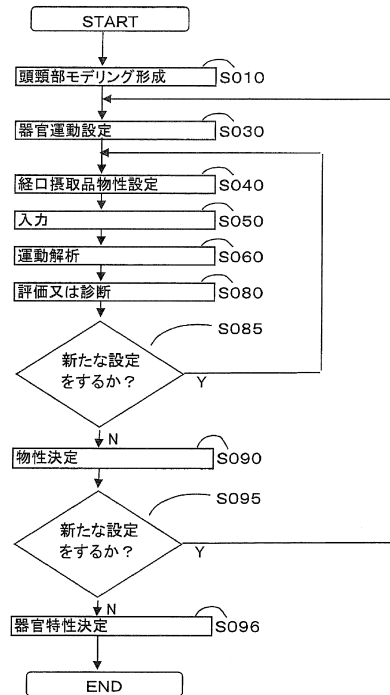 START
頭頸部モデリング形成 S010
器官運動設定 S030
経口摂取品物性設定 S040
入力 S050
運動解析 S060
評価又は診断 S080
S085
新たな設定
をするか?
Y
N
物性決定 S090
S095
新たな設定
をするか?
Y
N
器官特性決定 S096
END